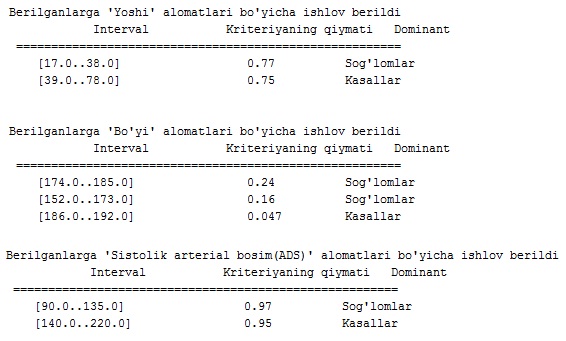 Berilganlarga 'Yoshi' alomatlari bo'yicha ishlov berildi
Interval Kriteriyaning qiymati Dominant
=======================================================
[17.0..38.0] 0.77 Sog'lomlar
[39.0..78.0] 0.75 Kasallar
Berilganlarga 'Bo'yi' alomatlari bo'yicha ishlov berildi
Interval Kriteriyaning qiymati Dominant
=======================================================
[174.0..185.0] 0.24 Sog'lomlar
[152.0..173.0] 0.16 Sog'lomlar
[186.0..192.0] 0.047 Kasallar
Berilganlarga 'Sistolik arterial bosim(ADS)' alomatlari bo'yicha ishlov berildi
Interval Kriteriyaning qiymati Dominant
=======================================================
[90.0..135.0] 0.97 Sog'lomlar
[140.0..220.0] 0.95 Kasallar